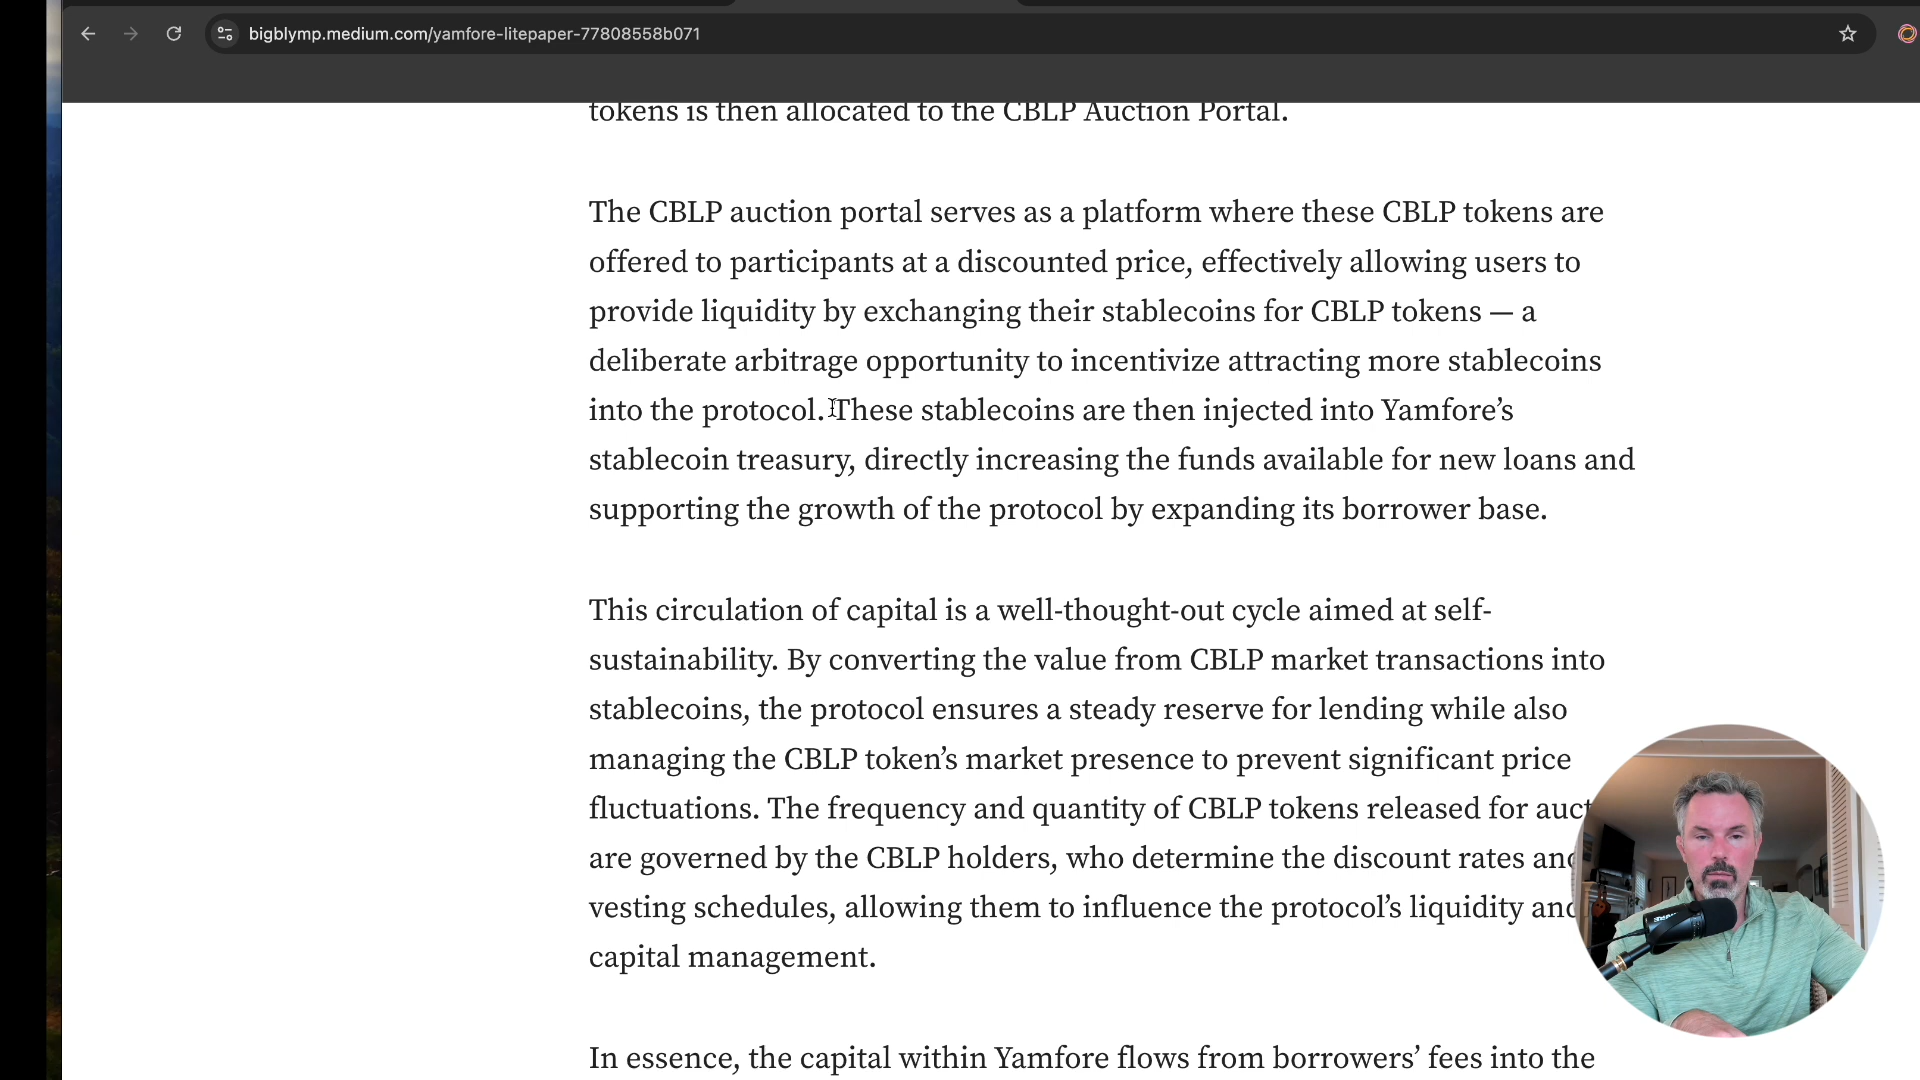 bigblymp.medium.com/yamfore-litepaper-77808558b071
tokens is then allocated to the CBLP Auction Portal.
The CBLP auction portal serves as a platform where these CBLP tokens are
offered to participants at a discounted price, effectively allowing users to
provide liquidity by exchanging their stablecoins for CBLP tokens — a
deliberate arbitrage opportunity to incentivize attracting more stablecoins
into the protocol. These stablecoins are then injected into Yamfore’s
stablecoin treasury, directly increasing the funds available for new loans and
supporting the growth of the protocol by expanding its borrower base.
This circulation of capital is a well-thought-out cycle aimed at self-
sustainability. By converting the value from CBLP market transactions into
stablecoins, the protocol ensures a steady reserve for lending while also
managing the CBLP token’s market presence to prevent significant price
fluctuations. The frequency and quantity of CBLP tokens released for
are governed by the CBLP holders, who determine the discount rates and
vesting schedules, allowing them to influence the protocol’s liquidity and
capital management.
In essence, the capital within Yamfore flows from borrowers’ fees into the